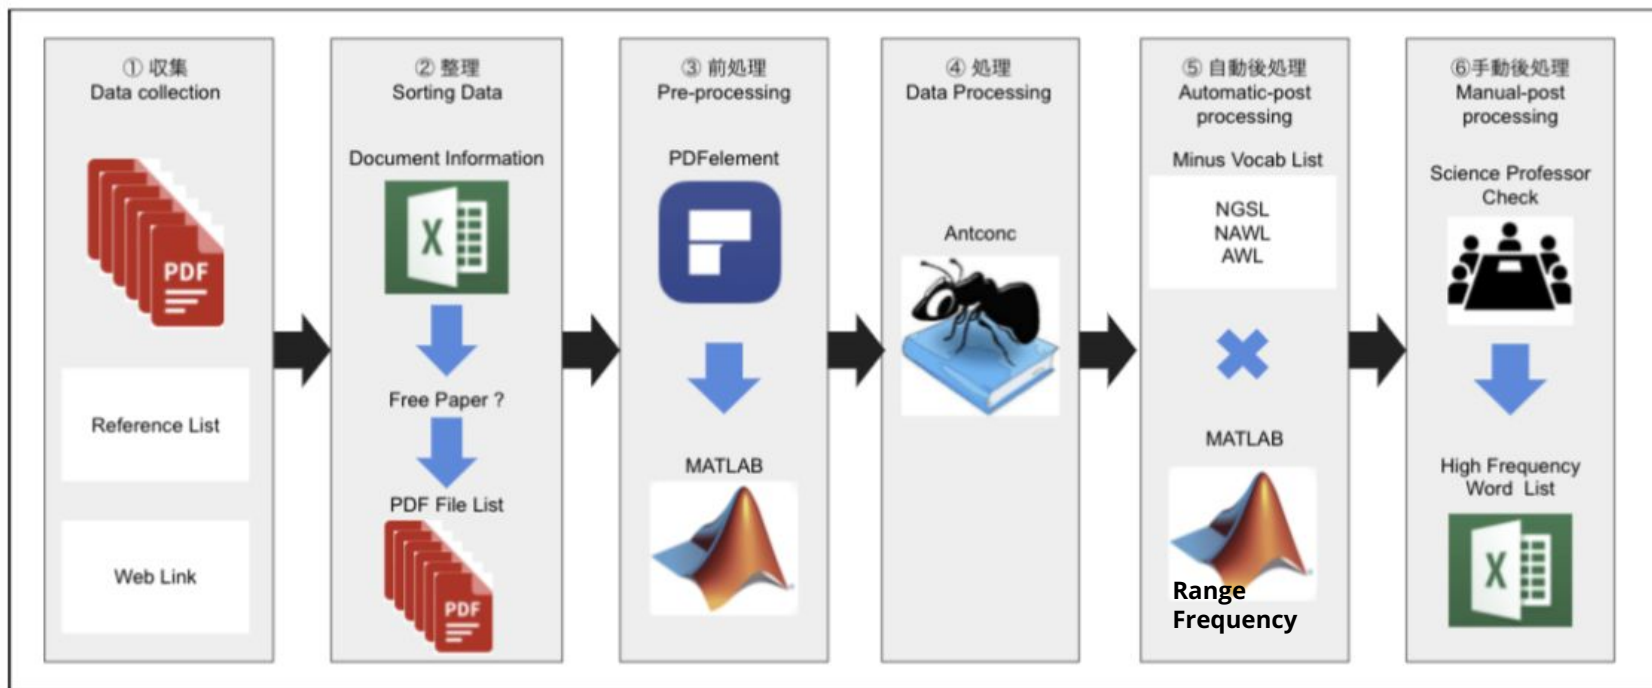 ① 収集
Data collection
PDF
Reference List
Web Link
② 整理
Sorting Data
Document Information
X
Free Paper ?
PDF File List
PDF
③ 前処理
Pre-processing
PDFelement
MATLAB
④ 処理
Data Processing
Antconc
⑤ 自動後処理
Automatic-post
processing
Minus Vocab List
NGSL
NAWL
AWL
MATLAB
Range
Frequency
⑥手動後処理
Manual-post
processing
Science Professor
Check
High Frequency
Word List
X